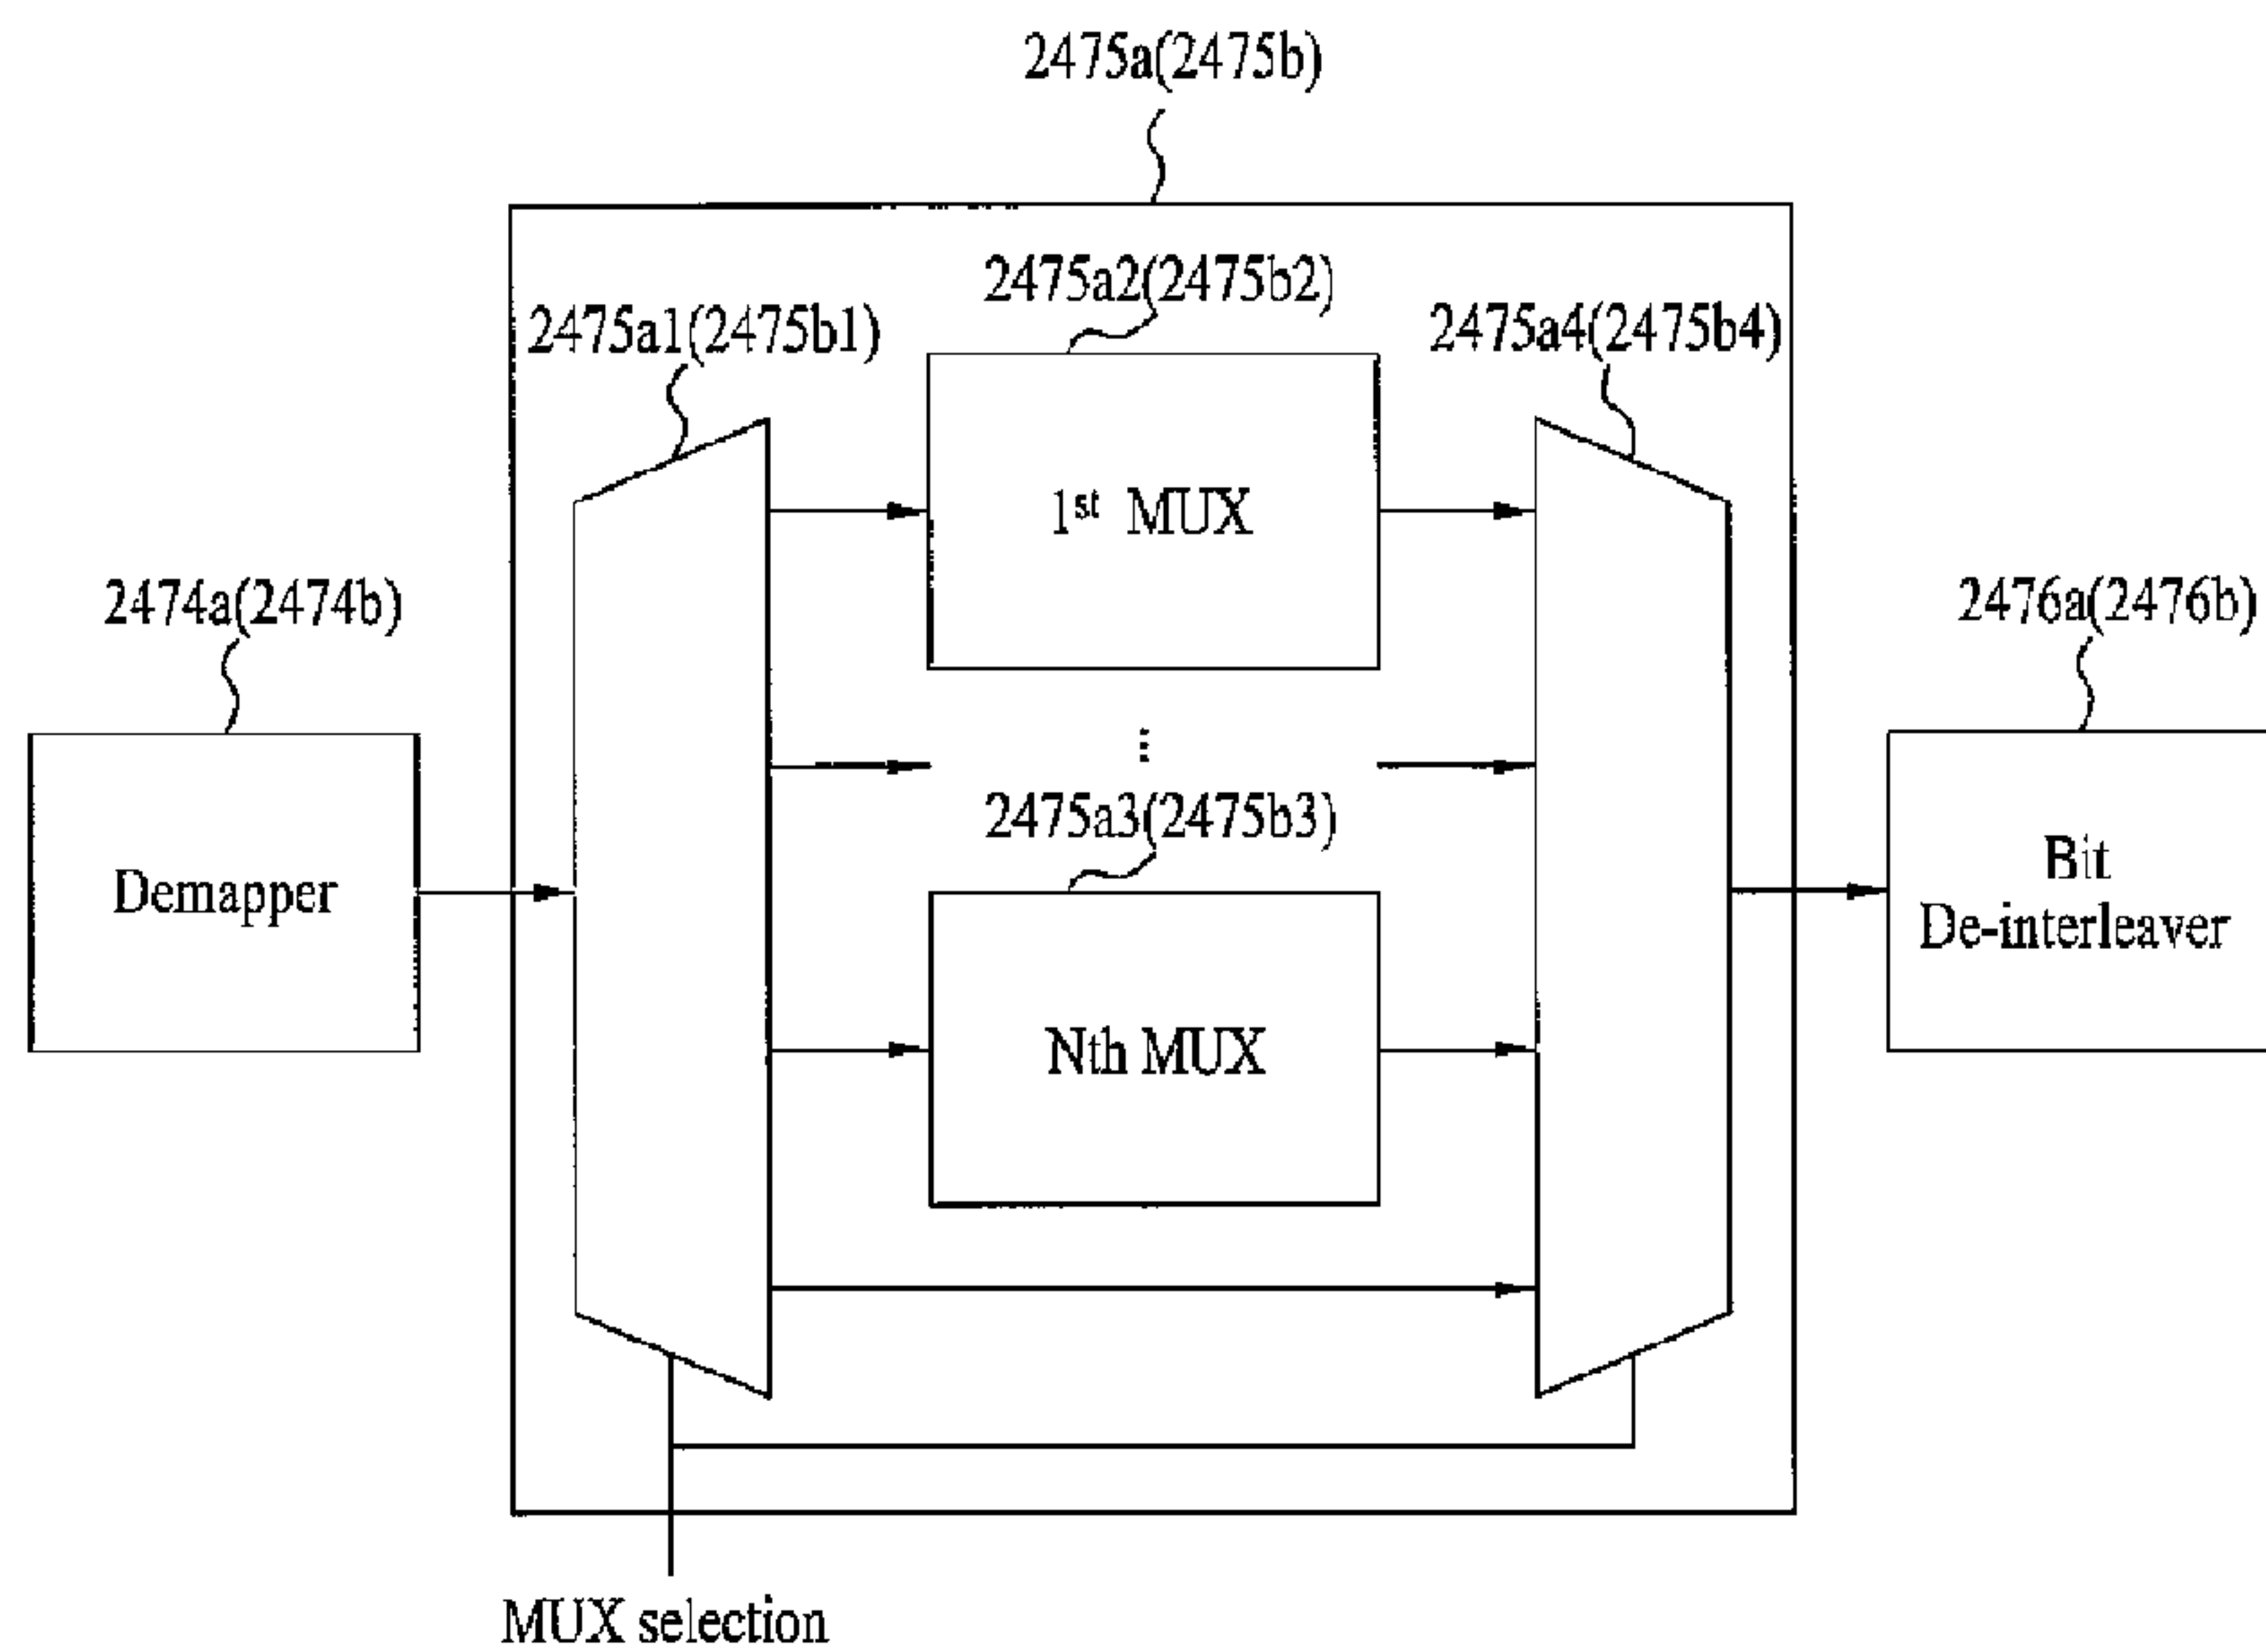 2475a(2475b)
2475a2(2475b2)
2475a1(2475b1)
2475a4(2475b4)
1st MUX
2474a(2474b)
2476a(2476b)
⋮
2475a3(2475b3)
Demapper
Bit
De-interleaver
Nth MUX
MUX selection